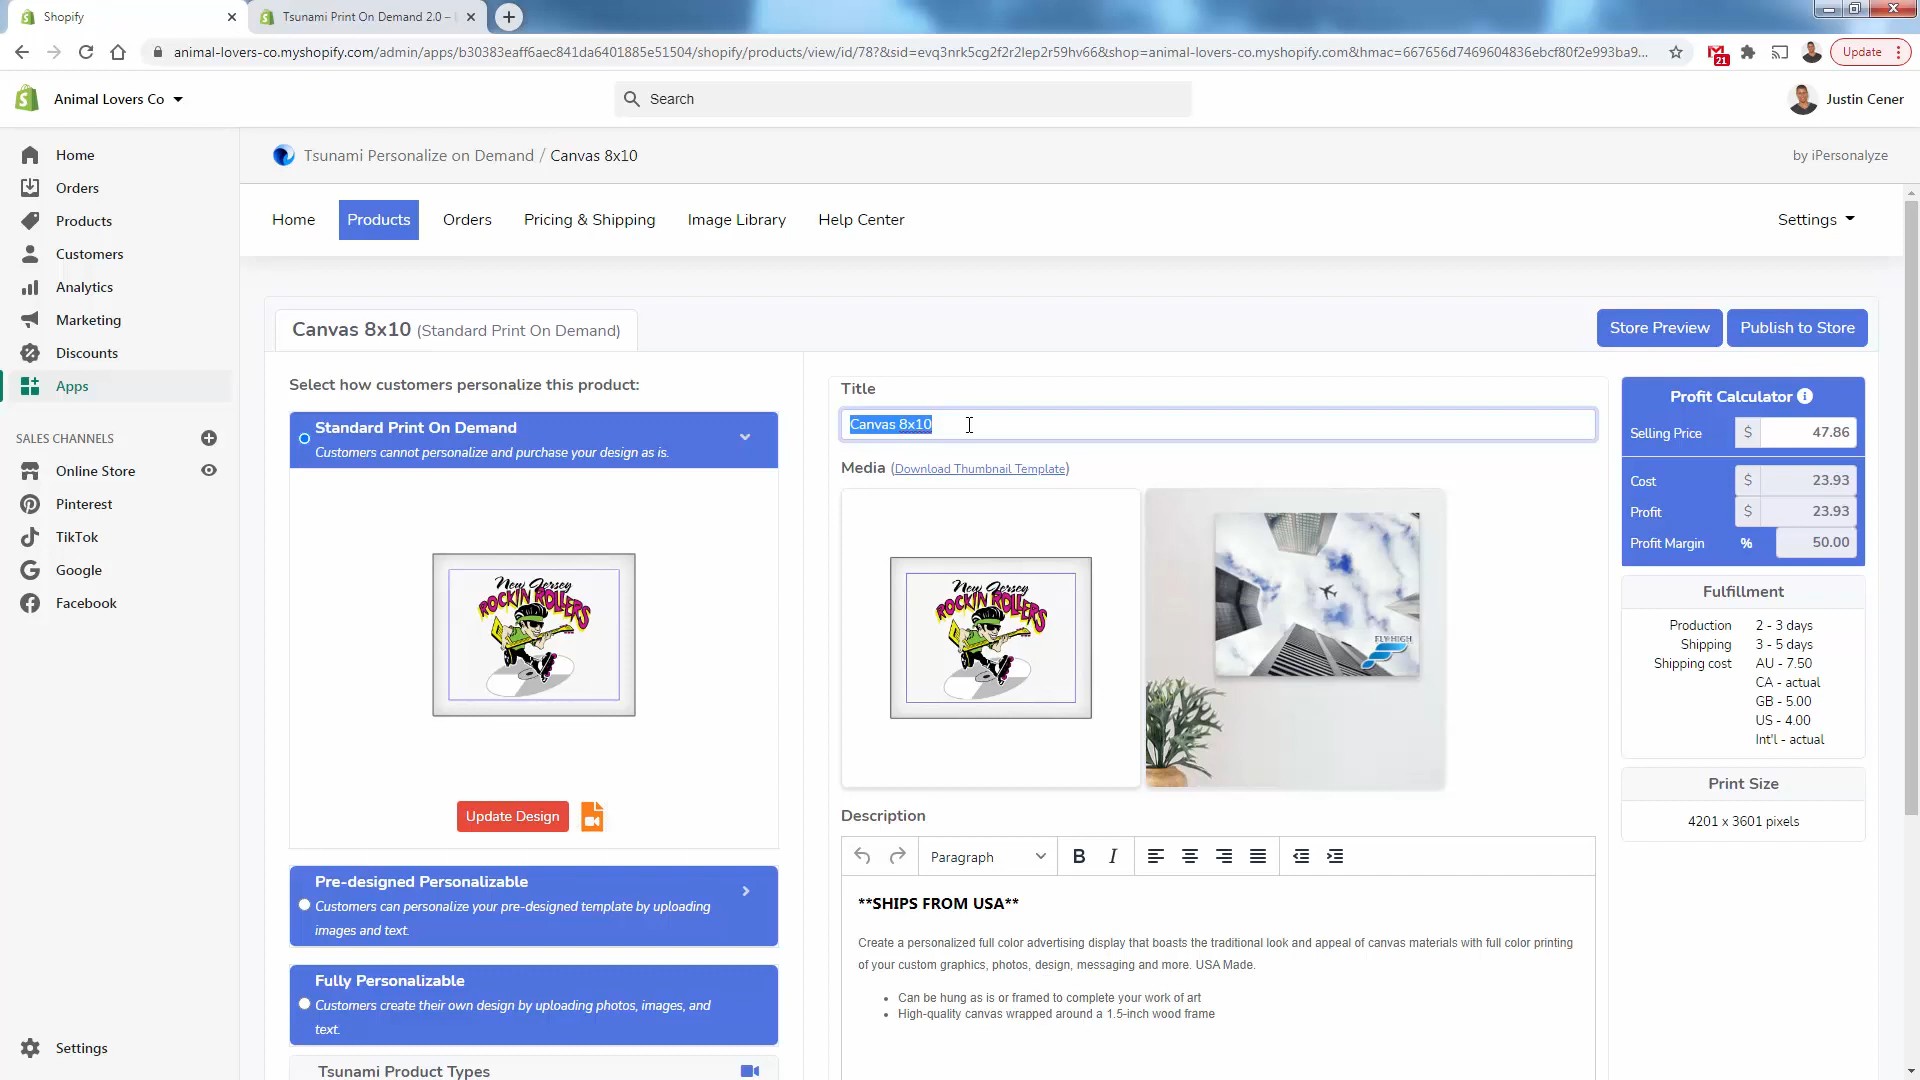 Shopify
Tsunami Print On Demand 2.0 –
animal-lovers-co.myshopify.com/admin/apps/b30383eaff6aec841da6401885e51504/shopify/products/view/id/78?&sid=evq3nrk5cg2f2r2lep2r59hv66&shop=animal-lovers-co.myshopify.com&hmac=667656d7469604836ebcf80f2e993ba9...
21
Update
Animal Lovers Co
Search
Justin Cener
Home
Orders
Products
Customers
Analytics
Marketing
Discounts
Apps
SALES CHANNELS
Online Store
Pinterest
TikTok
Google
Facebook
Settings
Tsunami Personalize on Demand / Canvas 8x10
by iPersonalyze
Home
Products
Orders
Pricing & Shipping
Image Library
Help Center
Settings
Canvas 8x10 (Standard Print On Demand)
Store Preview
Publish to Store
Select how customers personalize this product:
Standard Print On Demand
Customers cannot personalize and purchase your design as is.
New Jersey
ROCKIN ROLLERS
Update Design
Pre-designed Personalizable
Customers can personalize your pre-designed template by uploading
images and text.
Fully Personalizable
Customers create their own design by uploading photos, images, and
text.
Tsunami Product Types
Title
Canvas 8x10
Media (Download Thumbnail Template)
New Jersey
ROCKIN ROLLERS
FLY HIGH
Description
Paragraph
B I
**SHIPS FROM USA**
Create a personalized full color advertising display that boasts the traditional look and appeal of canvas materials with full color printing
of your custom graphics, photos, design, messaging and more. USA Made.
Can be hung as is or framed to complete your work of art
High-quality canvas wrapped around a 1.5-inch wood frame
Profit Calculator
Selling Price $ 47.86
Cost $ 23.93
Profit $ 23.93
Profit Margin % 50.00
Fulfillment
Production 2 - 3 days
Shipping 3 - 5 days
Shipping cost AU - 7.50
CA - actual
GB - 5.00
US - 4.00
Int'l - actual
Print Size
4201 x 3601 pixels